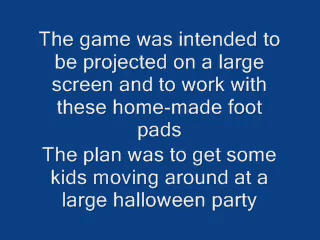 The game was intended to
be projected on a large
screen and to work with
these home-made foot
pads
The plan was to get some
kids moving around at a
large halloween party